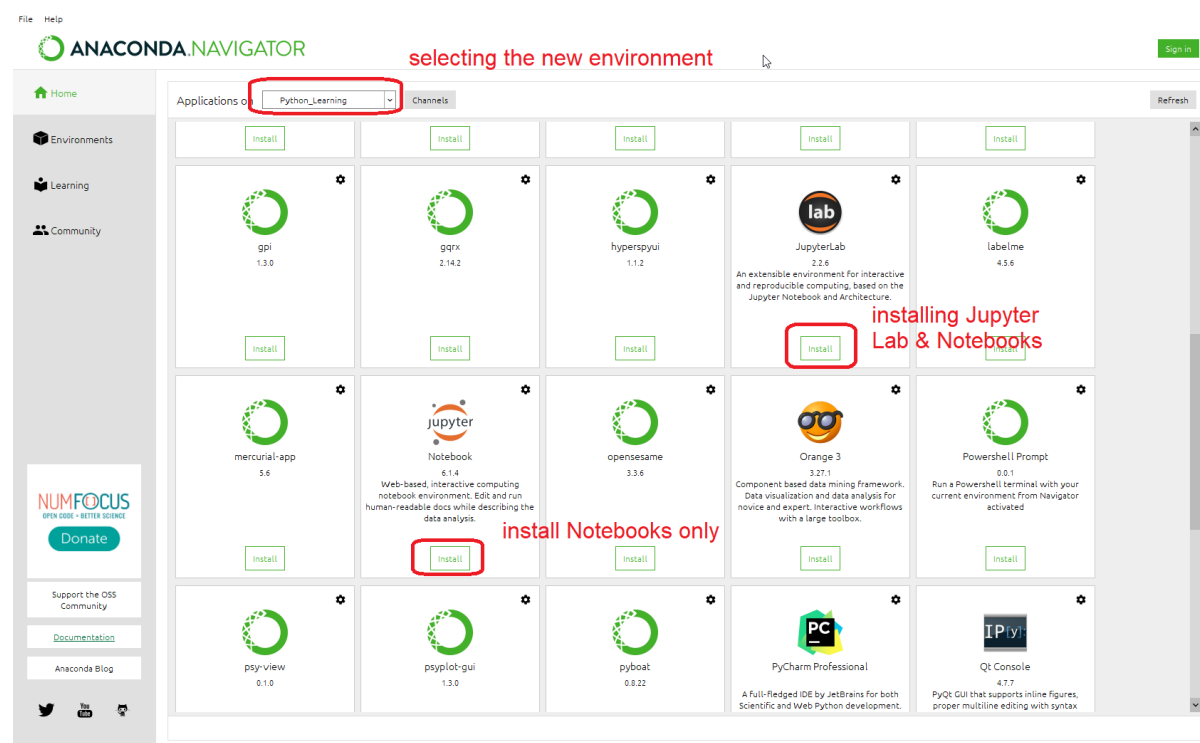 File Help
ANACONDA.NAVIGATOR
selecting the new environment
Sign in
Home
Applications on Python_Learning Channels
Refresh
Environments
Install Install Install Install Install
Learning
Community
gpi
1.3.0
Install
gqrx
2.14.2
Install
hyperspyui
1.1.2
Install
lab
JupyterLab
2.2.6
An extensible environment for interactive
and reproducible computing, based on the
Jupyter Notebook and Architecture.
Install
labelme
4.5.6
Install
installing Jupyter
Lab & Notebooks
mercurial-app
5.6
Install
jupyter
Notebook
6.1.4
Web-based, interactive computing
notebook environment. Edit and run
human-readable docs while describing the
data analysis.
Install
install Notebooks only
opensesame
3.3.6
Install
Orange 3
3.27.1
Component based data mining framework.
Data visualization and data analysis for
novice and expert. Interactive workflows
with a large toolbox.
Install
Powershell Prompt
0.0.1
Run a Powershell terminal with your
current environment from Navigator
activated
Install
psy-view
0.1.0
psyplot-gui
1.3.0
pyboat
0.8.22
PC
PyCharm Professional
A full-fledged IDE by JetBrains for both
Scientific and Web Python development.
IP[y]:
Qt Console
4.7.7
PyQt GUI that supports inline figures,
proper multiline editing with syntax
NUMFOCUS
OPEN CODE = BETTER SCIENCE
Donate
Support the OSS
Community
Documentation
Anaconda Blog
You
Tube